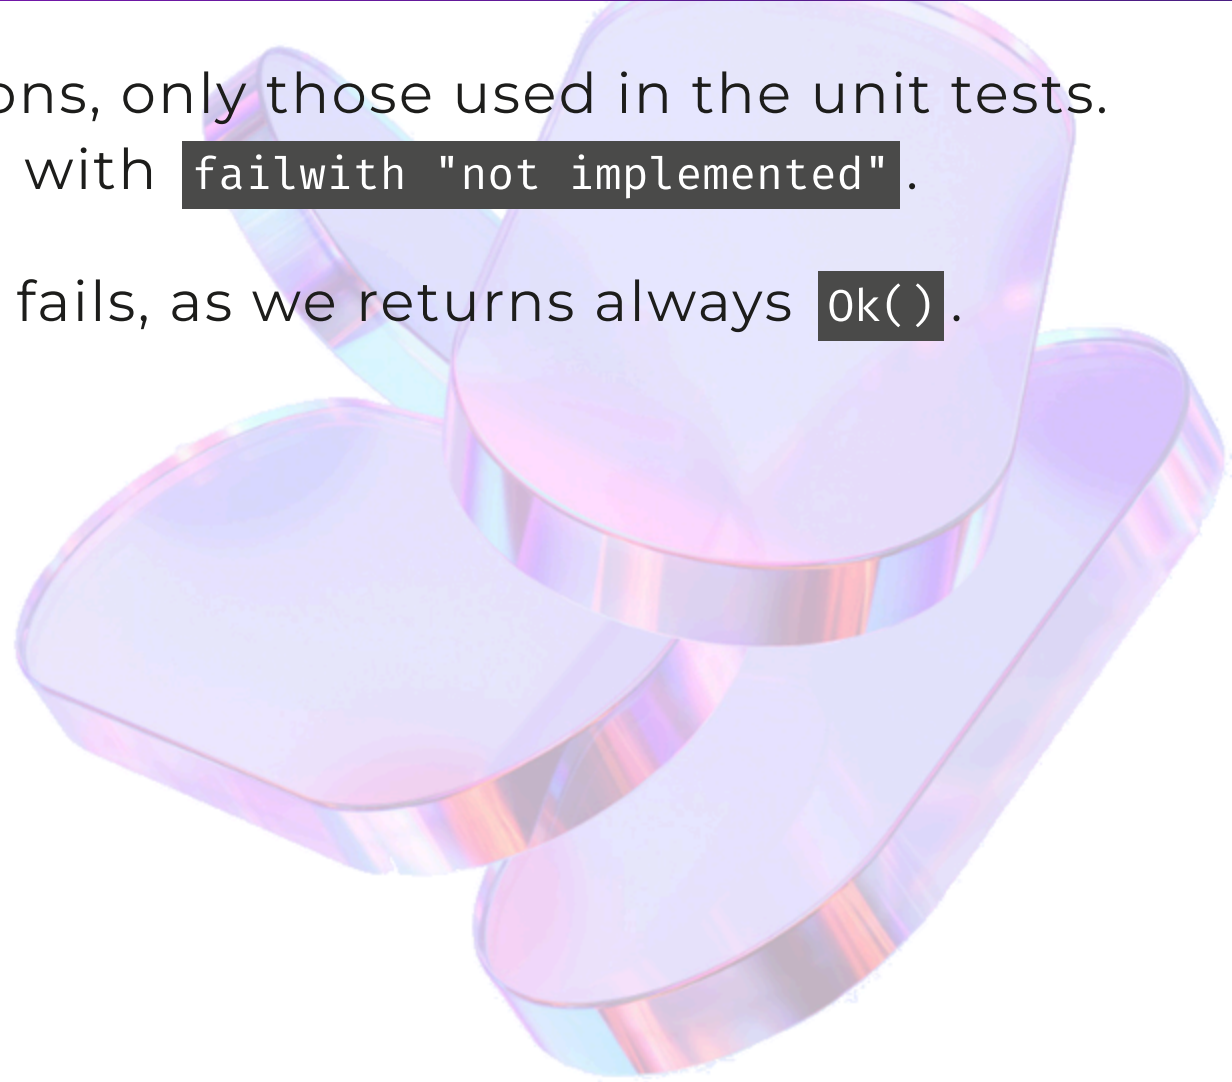 ons, only those used in the unit tests.
with failwith "not implemented".
fails, as we returns always Ok().